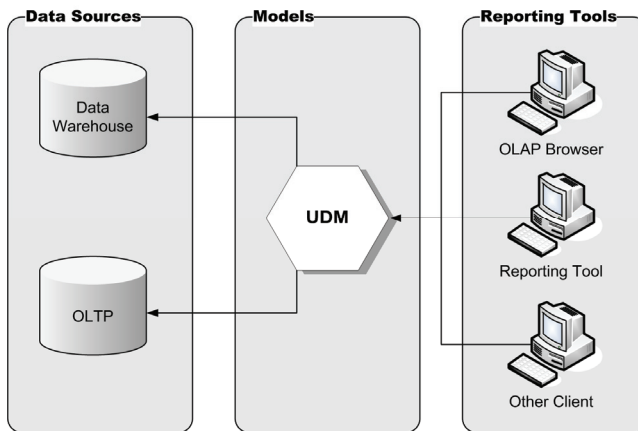 Data Sources
Models
Reporting Tools
Data
Warehouse
OLAP Browser
UDM
Reporting Tool
OLTP
Other Client